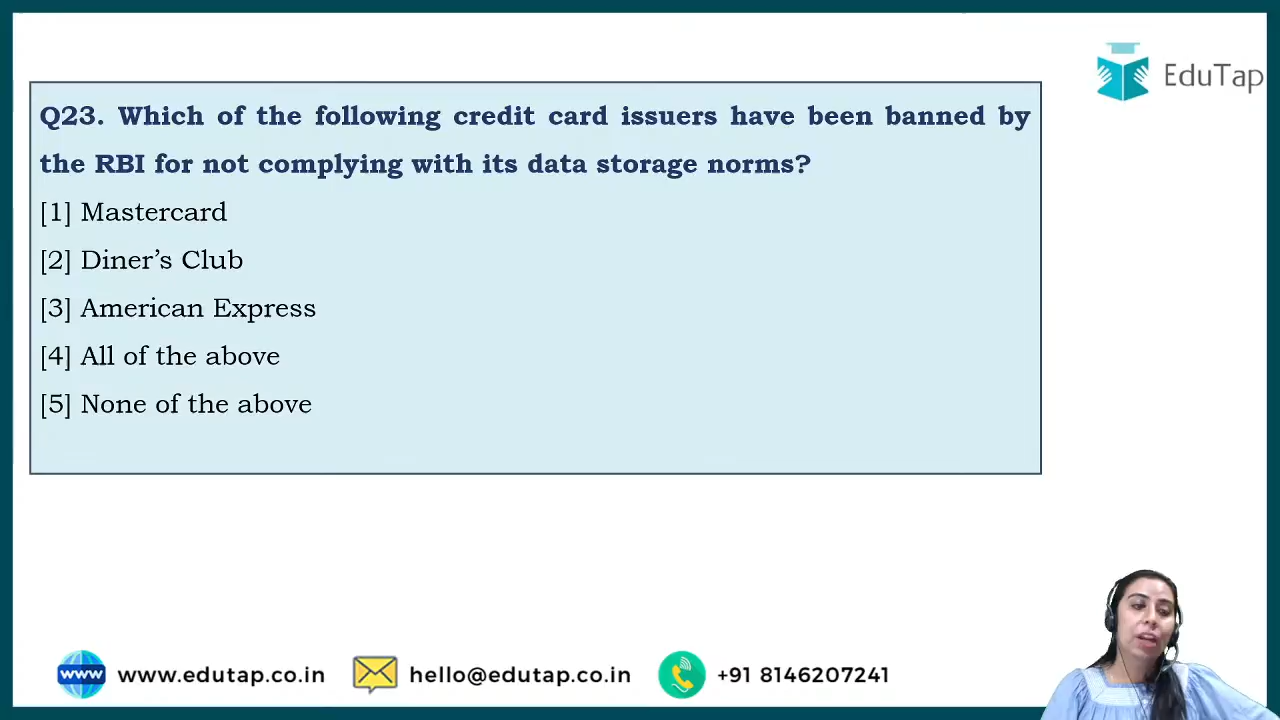 EduTap
Q23. Which of the following credit card issuers have been banned by
the RBI for not complying with its data storage norms?
[1] Mastercard
[2] Diner’s Club
[3] American Express
[4] All of the above
[5] None of the above
www www.edutap.co.in hello@edutap.co.in +91 8146207241